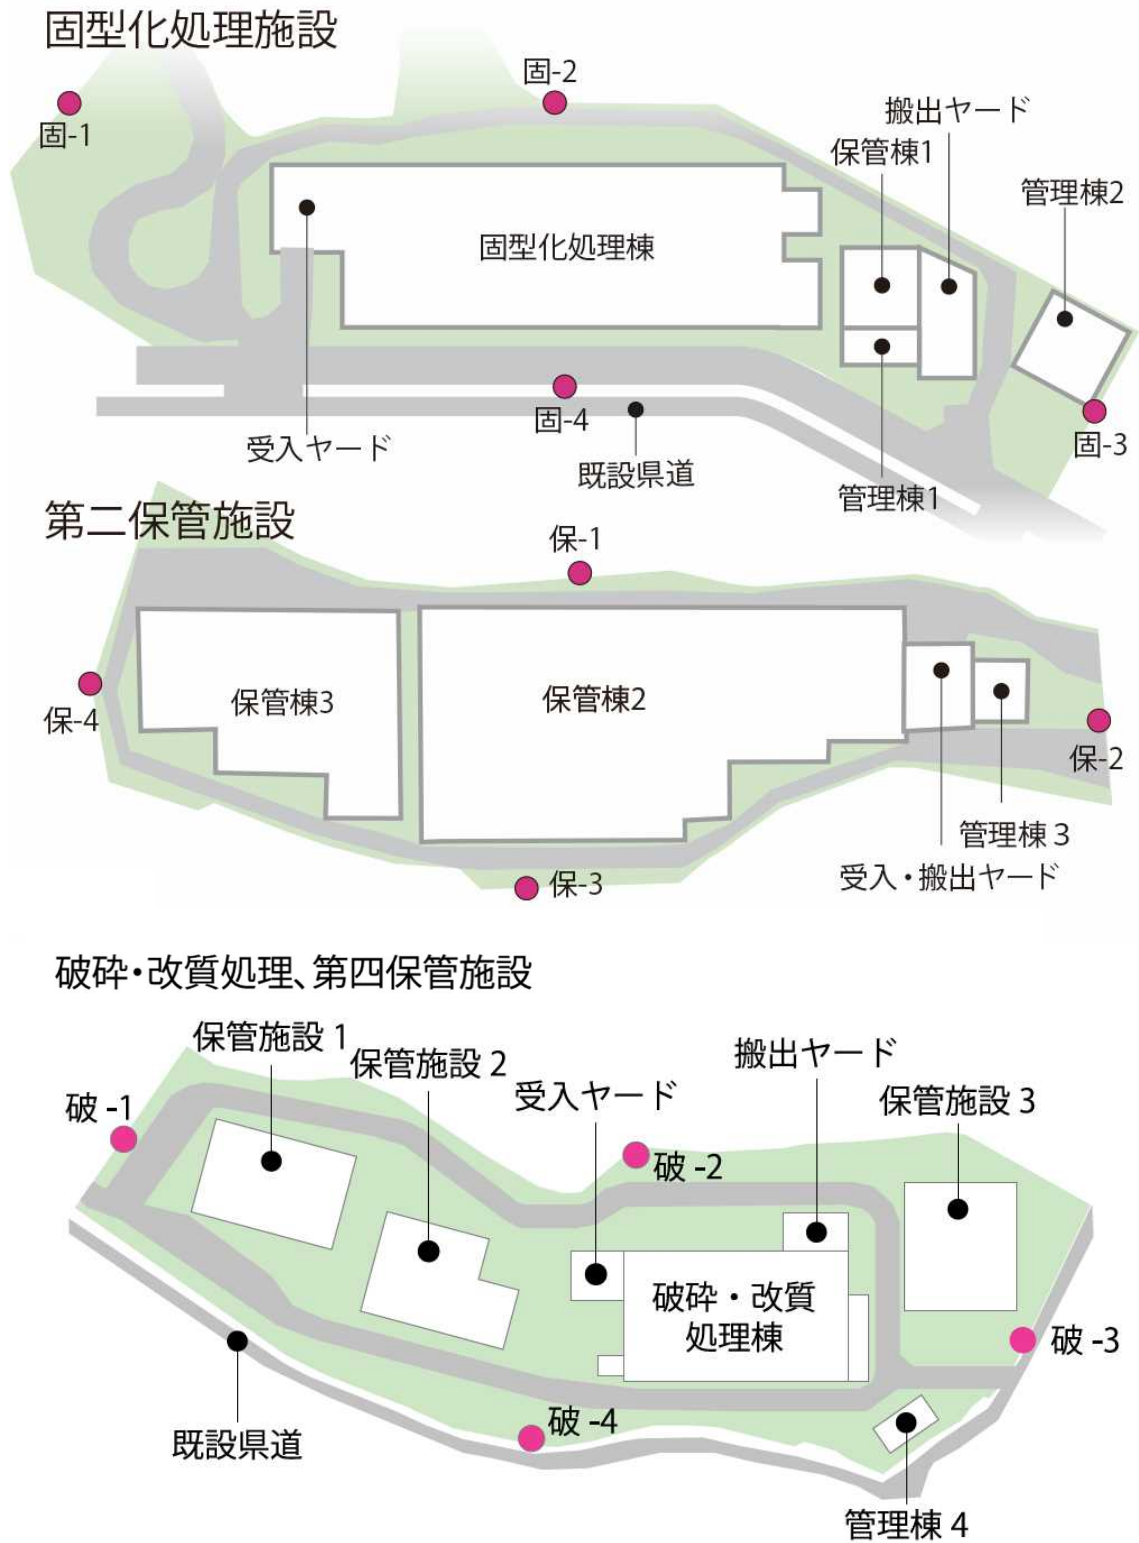 固型化処理施設
固-2
固-1
搬出ヤード
保管棟1
管理棟2
固型化処理棟
固-4
固-3
受入ヤード
既設県道
管理棟1
第二保管施設
保-1
保管棟3
保管棟2
保-4
保-2
管理棟 3
受入・搬出ヤード
保-3
破砕・改質処理、第四保管施設
保管施設 1
保管施設 2
搬出ヤード
受入ヤード
保管施設 3
破 -1
破 -2
破砕・改質
処理棟
破 -3
破 -4
既設県道
管理棟 4